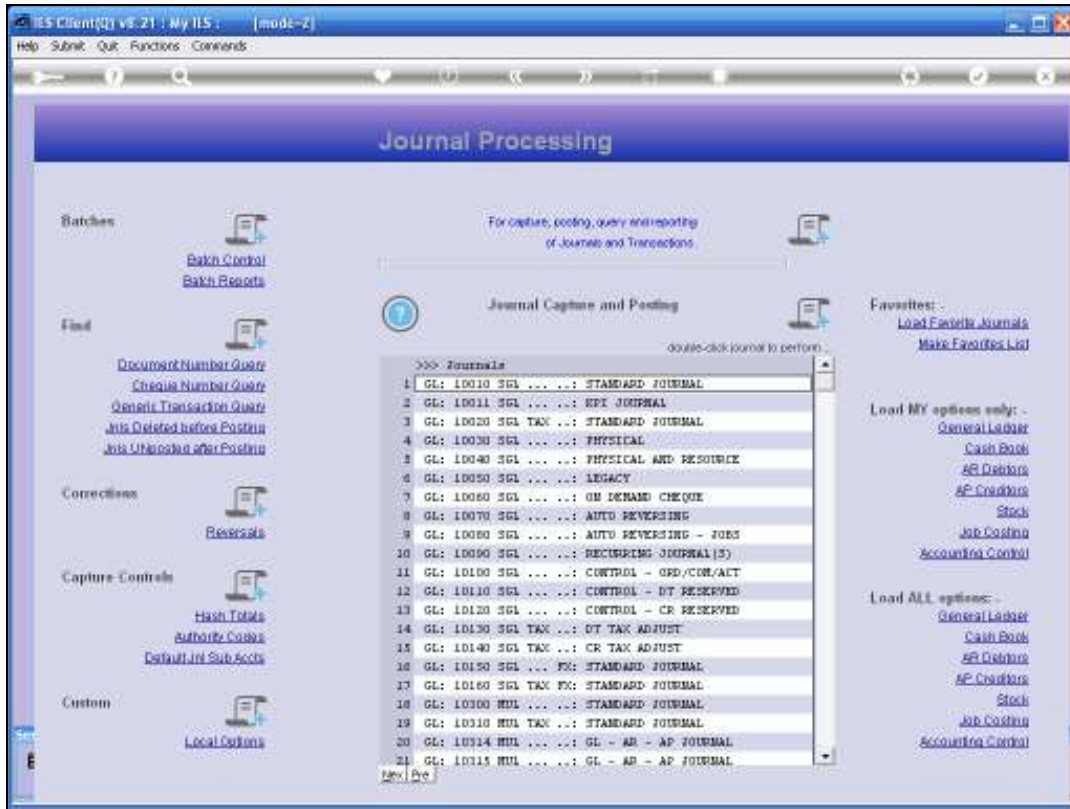 IES Client(Q) v8.21 : My IES : [mode=2]
Help Submit Quit Functions Commands
Journal Processing
Batches
Batch Control
Batch Reports
Find
Document Number Query
Cheque Number Query
Generic Transaction Query
Jnls Deleted before Posting
Jnls UNposted after Posting
Corrections
Reversals
Capture Controls
Hash Totals
Authority Codes
Default Jnl Sub Accts
Custom
Local Options
For capture, posting, query and reporting
of Journals and Transactions.
Journal Capture and Posting
double-click journal to perform ..
>>> Journals
1 GL: 10010 SGL ... ..: STANDARD JOURNAL
2 GL: 10011 SGL ... ..: KPI JOURNAL
3 GL: 10020 SGL TAX ..: STANDARD JOURNAL
4 GL: 10030 SGL ... ..: PHYSICAL
5 GL: 10040 SGL ... ..: PHYSICAL AND RESOURCE
6 GL: 10050 SGL ... ..: LEGACY
7 GL: 10060 SGL ... ..: ON DEMAND CHEQUE
8 GL: 10070 SGL ... ..: AUTO REVERSING
9 GL: 10080 SGL ... ..: AUTO REVERSING - JOBS
10 GL: 10090 SGL ... ..: RECURRING JOURNAL(S)
11 GL: 10100 SGL ... ..: CONTROL - ORD/COM/ACT
12 GL: 10110 SGL ... ..: CONTROL - DT RESERVED
13 GL: 10120 SGL ... ..: CONTROL - CR RESERVED
14 GL: 10130 SGL TAX ..: DT TAX ADJUST
15 GL: 10140 SGL TAX ..: CR TAX ADJUST
16 GL: 10150 SGL ... FX: STANDARD JOURNAL
17 GL: 10160 SGL TAX FX: STANDARD JOURNAL
18 GL: 10300 MUL ... ..: STANDARD JOURNAL
19 GL: 10310 MUL TAX ..: STANDARD JOURNAL
20 GL: 10314 MUL ... ..: GL - AR - AP JOURNAL
21 GL: 10315 MUL ... ..: GL - AR - AP JOURNAL
Nex Pre
Favorites: -
Load Favorite Journals
Make Favorites List
Load MY options only: -
General Ledger
Cash Book
AR Debtors
AP Creditors
Stock
Job Costing
Accounting Control
Load ALL options: -
General Ledger
Cash Book
AR Debtors
AP Creditors
Stock
Job Costing
Accounting Control